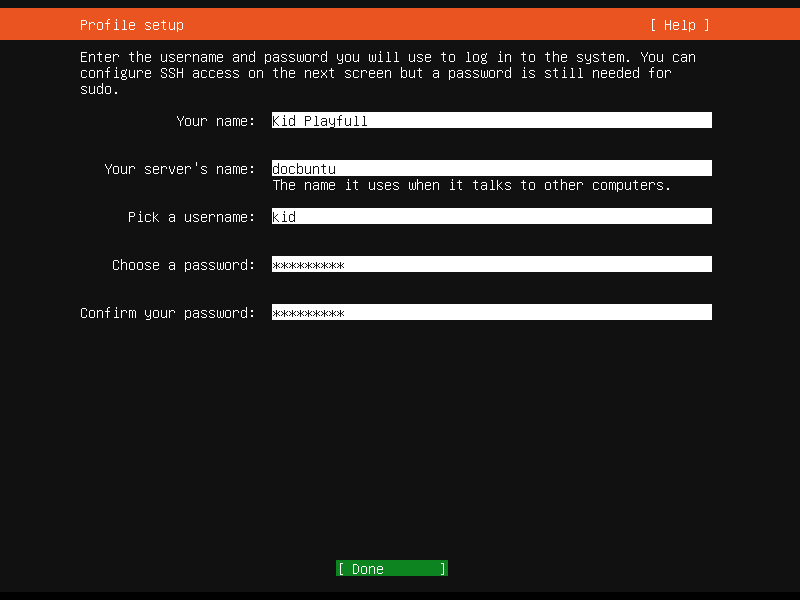 Profile setup [ Help ]
Enter the username and password you will use to log in to the system. You can
configure SSH access on the next screen but a password is still needed for
sudo.
Your name: Kid Playfull
Your server's name: docbuntu
The name it uses when it talks to other computers.
Pick a username: kid
Choose a password: *********
Confirm your password: *********
[ Done ]